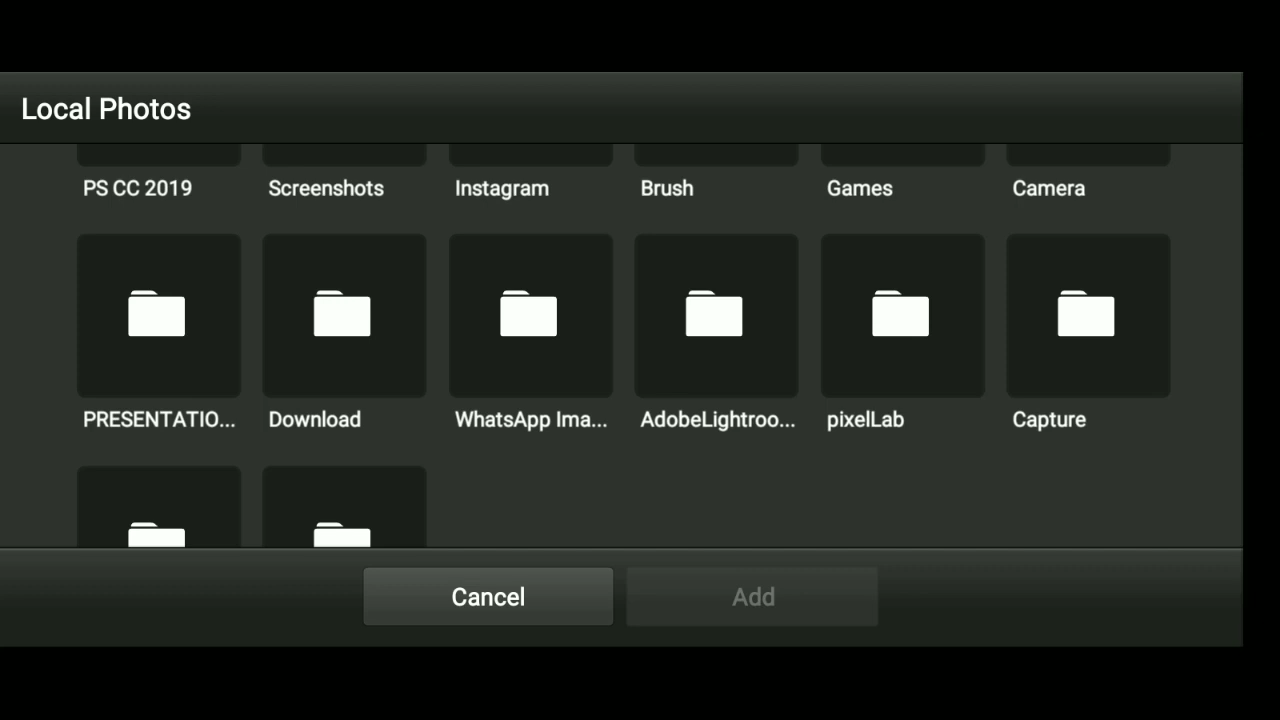 Local Photos
PS CC 2019 Screenshots Instagram Brush Games Camera
PRESENTATIO... Download WhatsApp Ima... AdobeLightroo... pixelLab Capture
Cancel Add